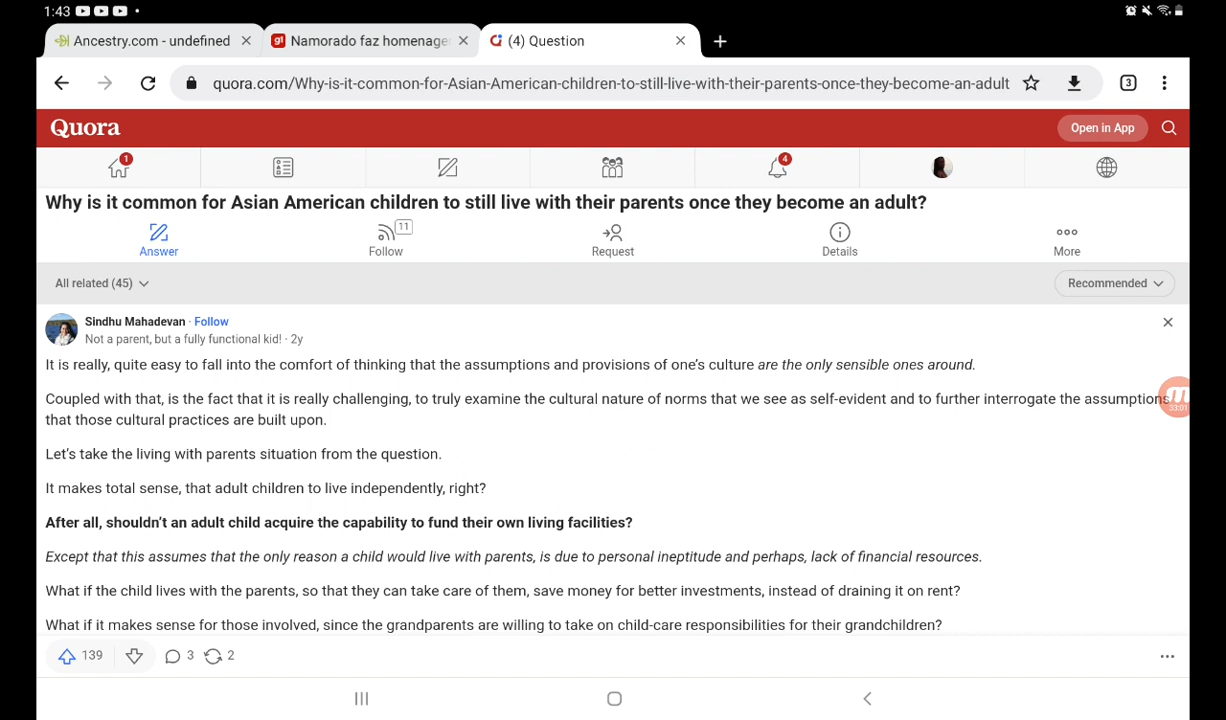 1:43
Ancestry.com - undefined
Namorado faz homenage
(4) Question
quora.com/Why-is-it-common-for-Asian-American-children-to-still-live-with-their-parents-once-they-become-an-adult
3
Quora
Open in App
1
4
Why is it common for Asian American children to still live with their parents once they become an adult?
11
Answer
Follow
Request
Details
More
All related (45)
Recommended
Sindhu Mahadevan · Follow
Not a parent, but a fully functional kid! · 2y
It is really, quite easy to fall into the comfort of thinking that the assumptions and provisions of one's culture are the only sensible ones around.
Coupled with that, is the fact that it is really challenging, to truly examine the cultural nature of norms that we see as self-evident and to further interrogate the assumptions
that those cultural practices are built upon.
33:01
Let's take the living with parents situation from the question.
It makes total sense, that adult children to live independently, right?
After all, shouldn't an adult child acquire the capability to fund their own living facilities?
Except that this assumes that the only reason a child would live with parents, is due to personal ineptitude and perhaps, lack of financial resources.
What if the child lives with the parents, so that they can take care of them, save money for better investments, instead of draining it on rent?
What if it makes sense for those involved, since the grandparents are willing to take on child-care responsibilities for their grandchildren?
139
3
2